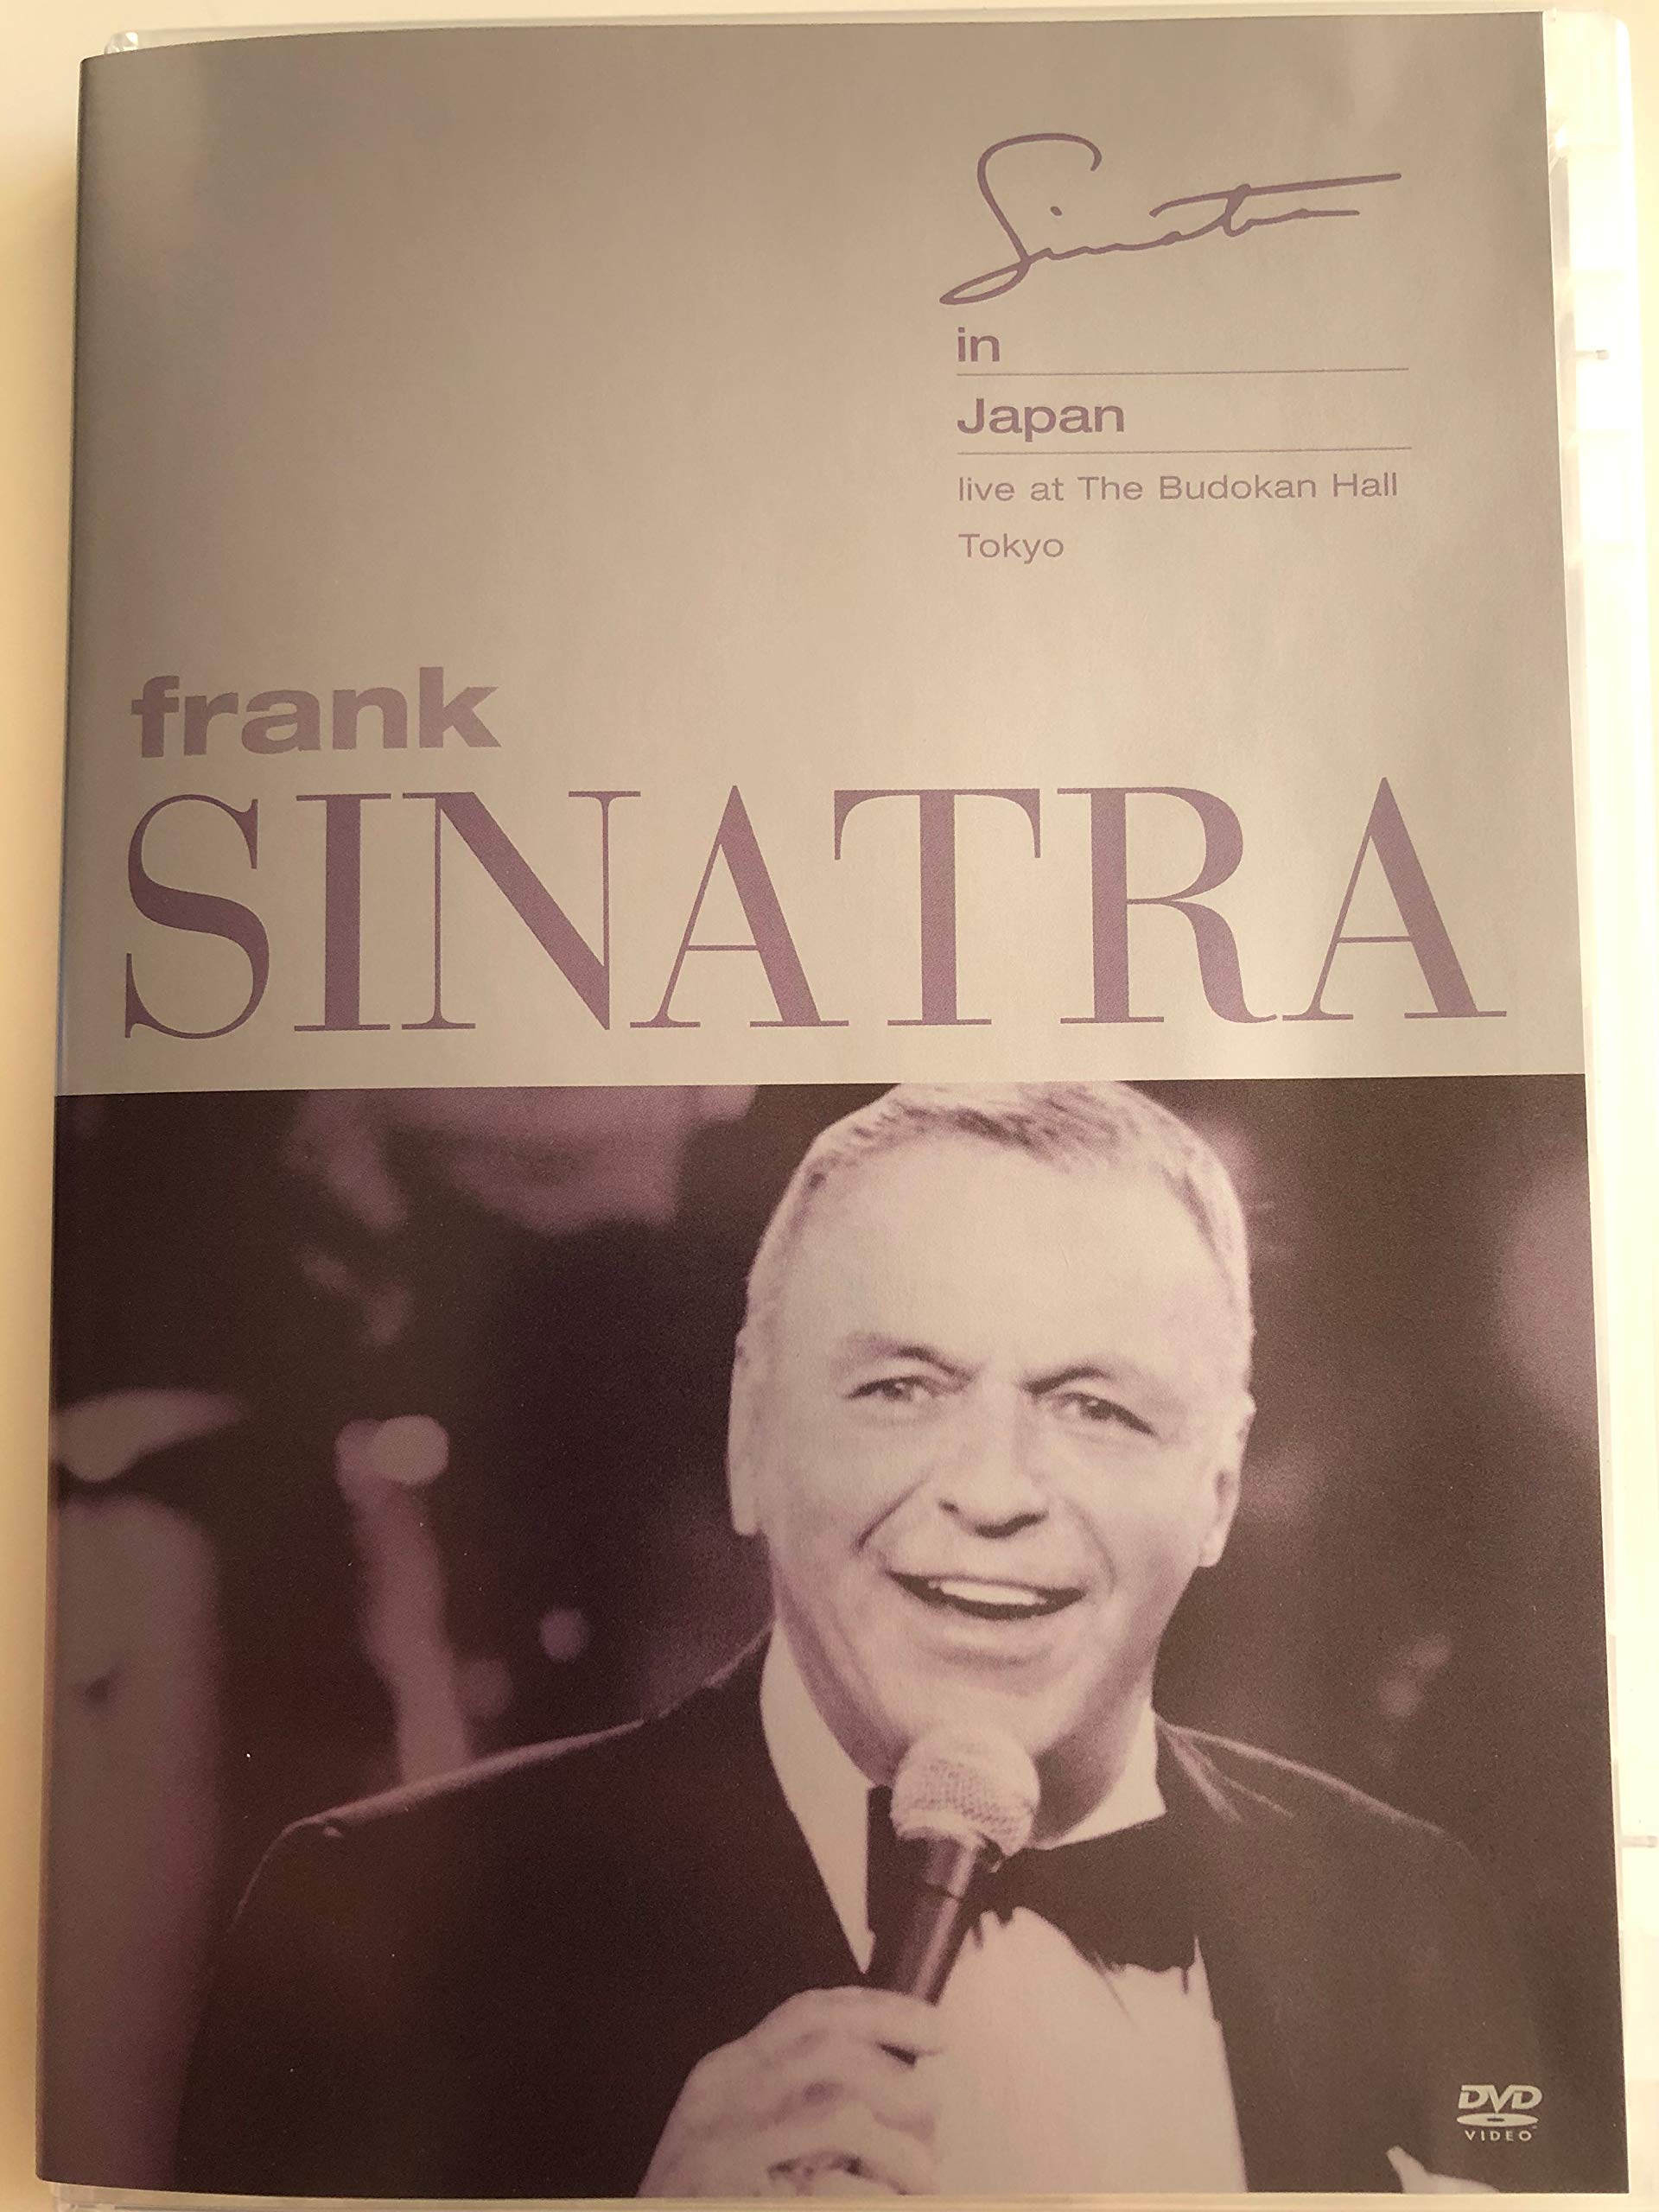 Sinatra
in
Japan
live at The Budokan Hall
Tokyo
frank
SINATRA
DVD
VIDEO